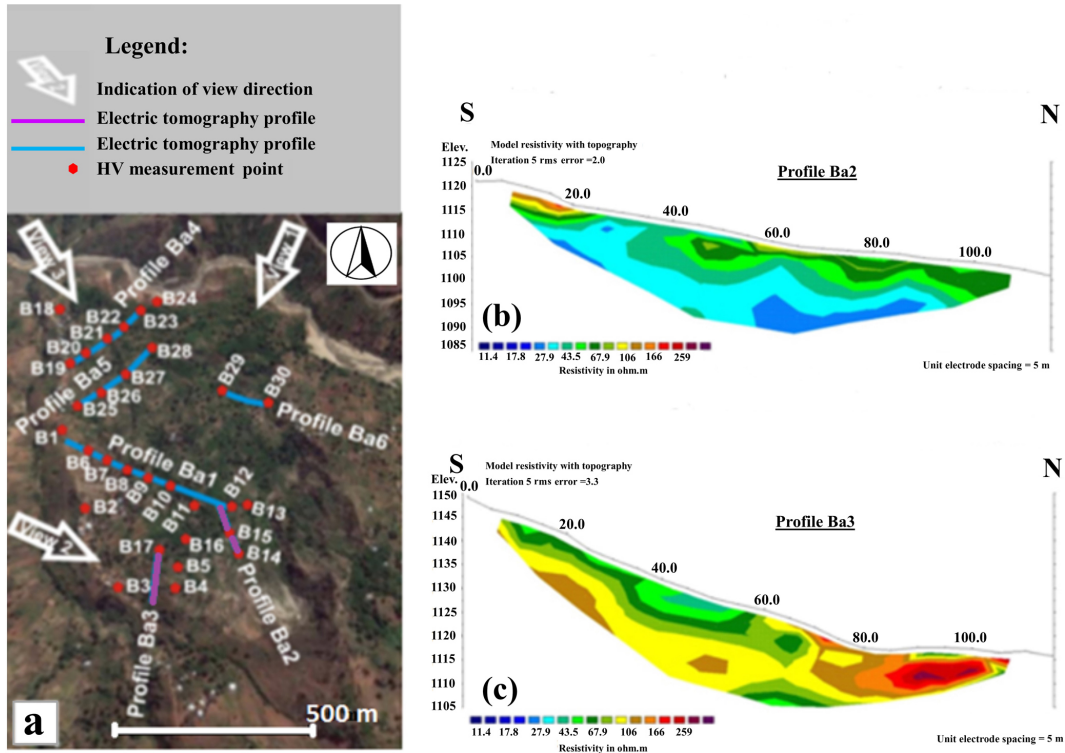 Legend:
Indication of view direction
Electric tomography profile
Electric tomography profile
HV measurement point
View 3
View 1
Profile Ba4
B18
B24
B23
B22
B21
B20
B19
B28
B27
B26
B25
Profile Ba5
B29
B30
Profile Ba6
B1
Profile Ba1
B6
B7
B8
B9
B10
B11
B12
B13
B2
View 2
B17
B16
B15
B14
B5
B4
B3
Profile Ba3
Profile Ba2
500 m
a
S
N
Elev.
Model resistivity with topography
Iteration 5 rms error =2.0
Profile Ba2
1125
1120
1115
1110
1105
1100
1095
1090
1085
0.0
20.0
40.0
60.0
80.0
100.0
(b)
11.4 17.8 27.9 43.5 67.9 106 166 259
Resistivity in ohm.m
Unit electrode spacing = 5 m
S
N
Elev.
Model resistivity with topography
Iteration 5 rms error =3.3
Profile Ba3
1150
1145
1140
1135
1130
1125
1120
1115
1110
1105
0.0
20.0
40.0
60.0
80.0
100.0
(c)
11.4 17.8 27.9 43.5 67.9 106 166 259
Resistivity in ohm.m
Unit electrode spacing = 5 m